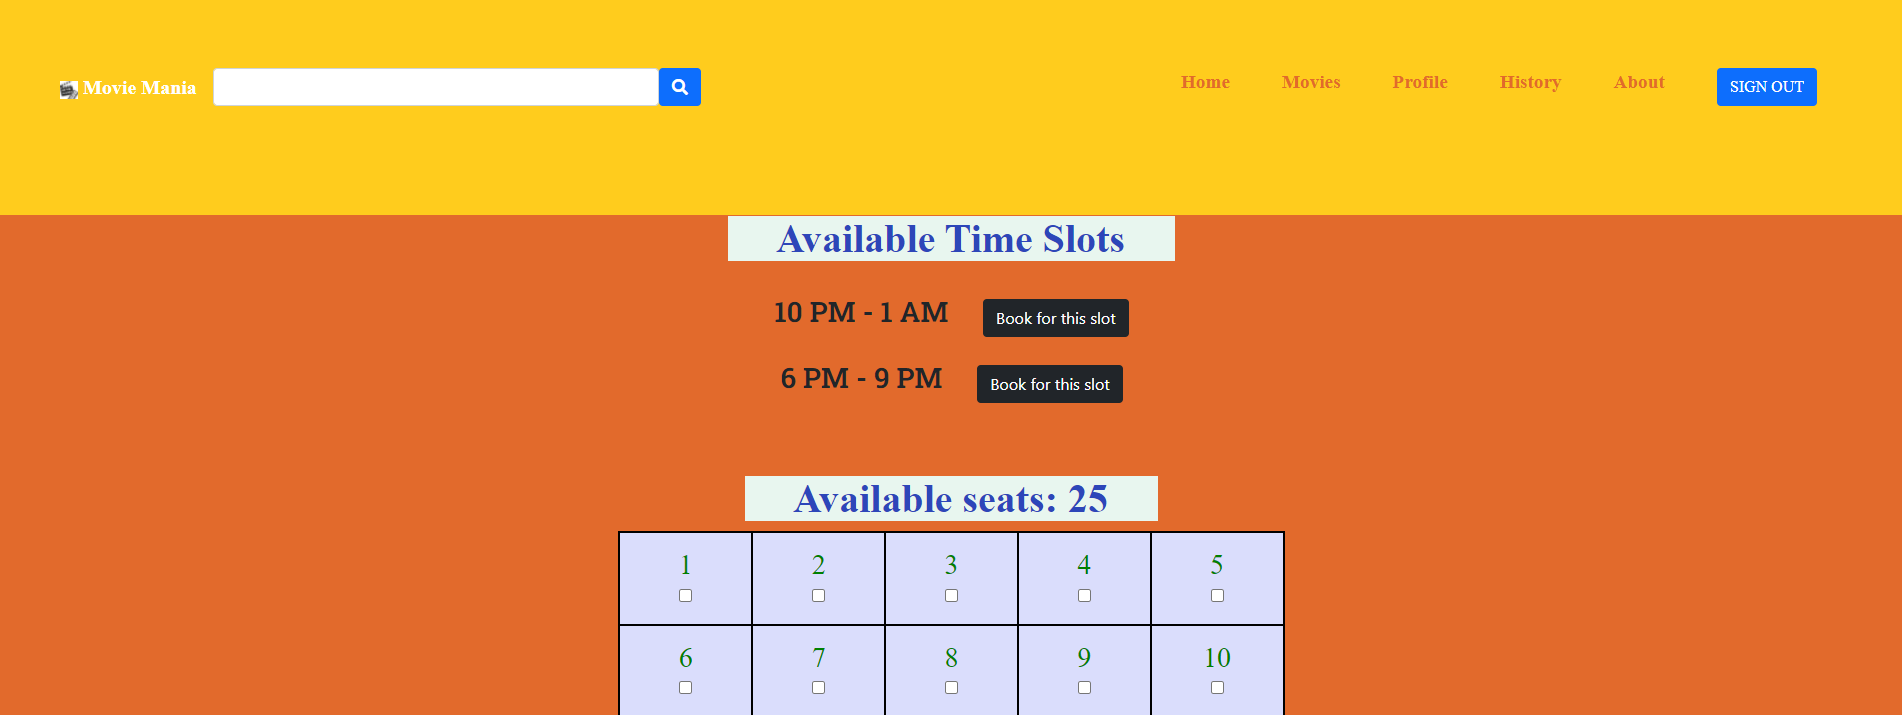 Movie Mania
Home Movies Profile History About SIGN OUT
Available Time Slots
10 PM - 1 AM Book for this slot
6 PM - 9 PM Book for this slot
Available seats: 25
1 2 3 4 5
6 7 8 9 10